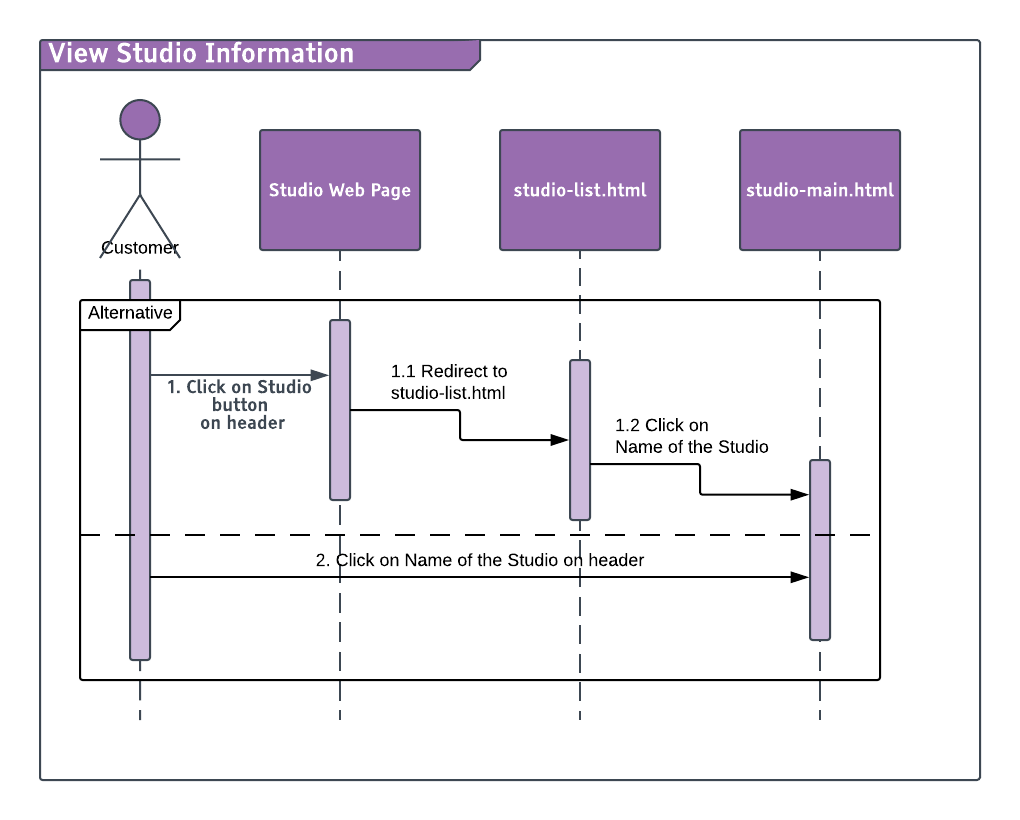 View Studio Information
Studio Web Page
studio-list.html
studio-main.html
Customer
Alternative
1. Click on Studio
button
on header
1.1 Redirect to
studio-list.html
1.2 Click on
Name of the Studio
2. Click on Name of the Studio on header